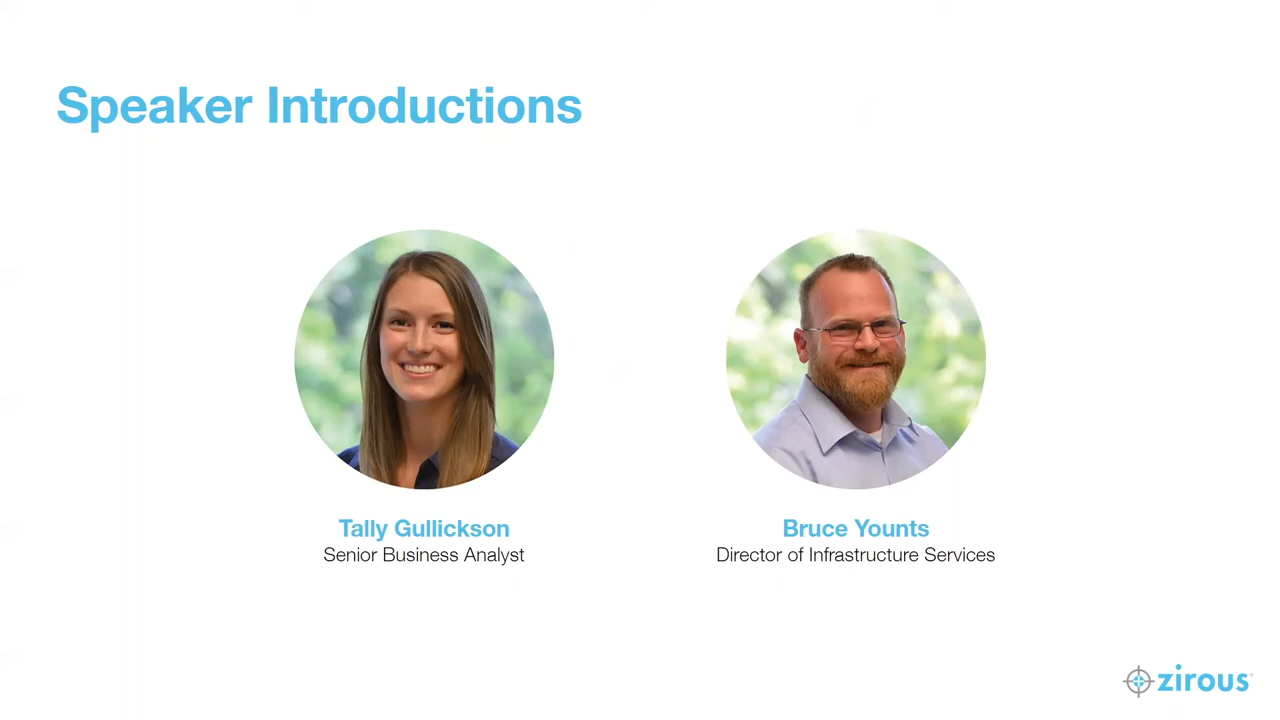 Speaker Introductions
Tally Gullickson
Senior Business Analyst
Bruce Younts
Director of Infrastructure Services
zirous